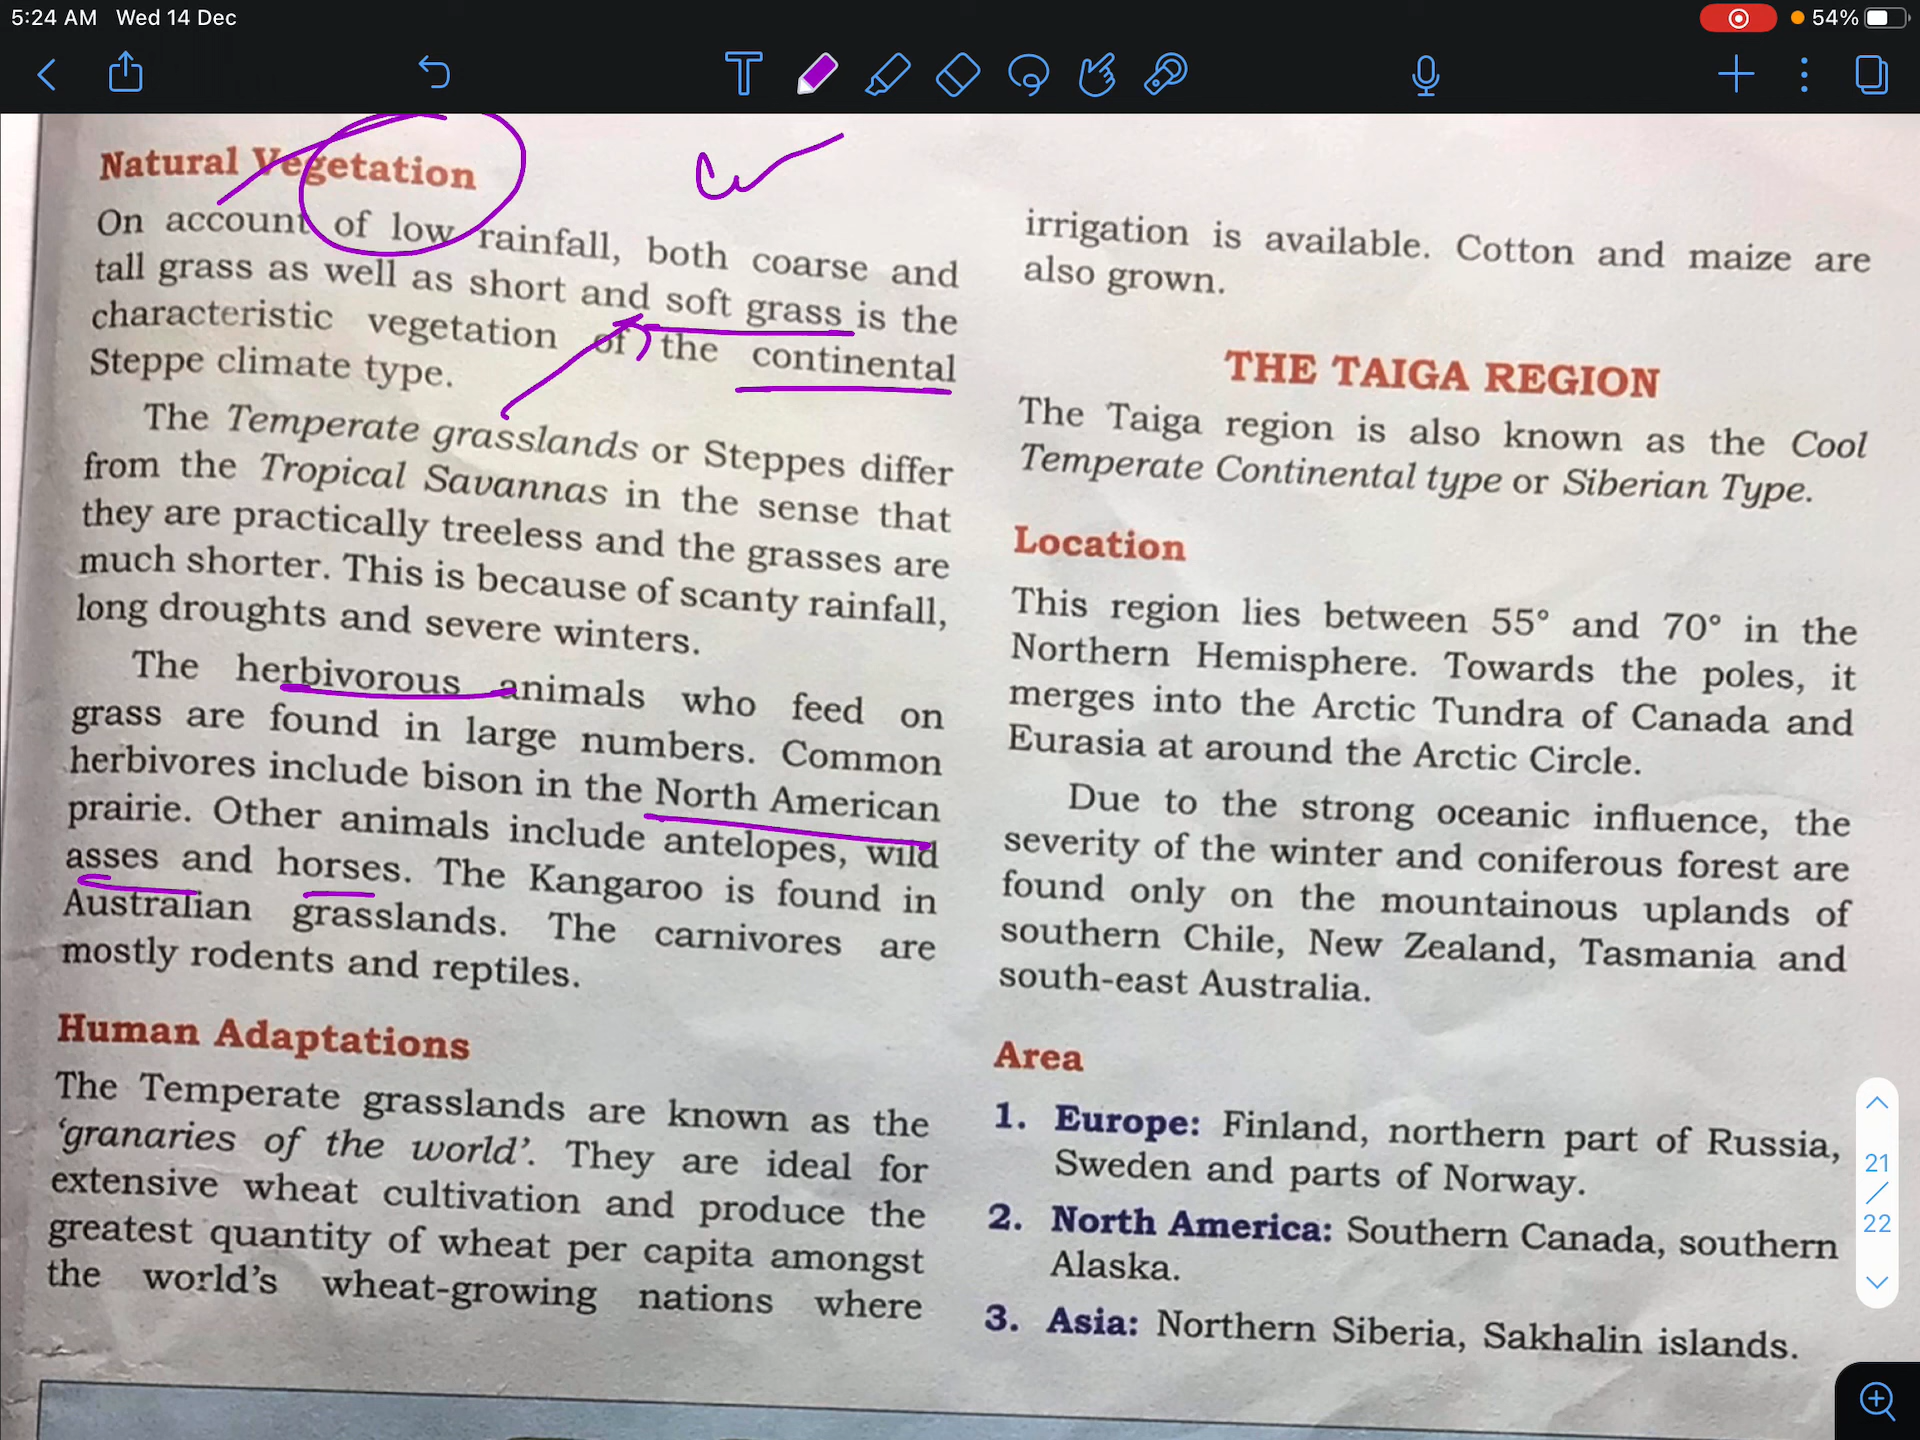 5:24 AM Wed 14 Dec
54%
Natural Vegetation
On account of low rainfall, both coarse and
tall grass as well as short and soft grass is the
characteristic vegetation of the continental
Steppe climate type.
The Temperate grasslands or Steppes differ
from the Tropical Savannas in the sense that
they are practically treeless and the grasses are
much shorter. This is because of scanty rainfall,
long droughts and severe winters.
The herbivorous animals who feed on
grass are found in large numbers. Common
herbivores include bison in the North American
prairie. Other animals include antelopes, wild
asses and horses. The Kangaroo is found in
Australian grasslands. The carnivores are
mostly rodents and reptiles.
Human Adaptations
The Temperate grasslands are known as the
‘granaries of the world’. They are ideal for
extensive wheat cultivation and produce the
greatest quantity of wheat per capita amongst
the world’s wheat-growing nations where
irrigation is available. Cotton and maize are
also grown.
THE TAIGA REGION
The Taiga region is also known as the Cool
Temperate Continental type or Siberian Type.
Location
This region lies between 55° and 70° in the
Northern Hemisphere. Towards the poles, it
merges into the Arctic Tundra of Canada and
Eurasia at around the Arctic Circle.
Due to the strong oceanic influence, the
severity of the winter and coniferous forest are
found only on the mountainous uplands of
southern Chile, New Zealand, Tasmania and
south-east Australia.
Area
1. Europe: Finland, northern part of Russia,
Sweden and parts of Norway.
2. North America: Southern Canada, southern
Alaska.
3. Asia: Northern Siberia, Sakhalin islands.
21
/
22